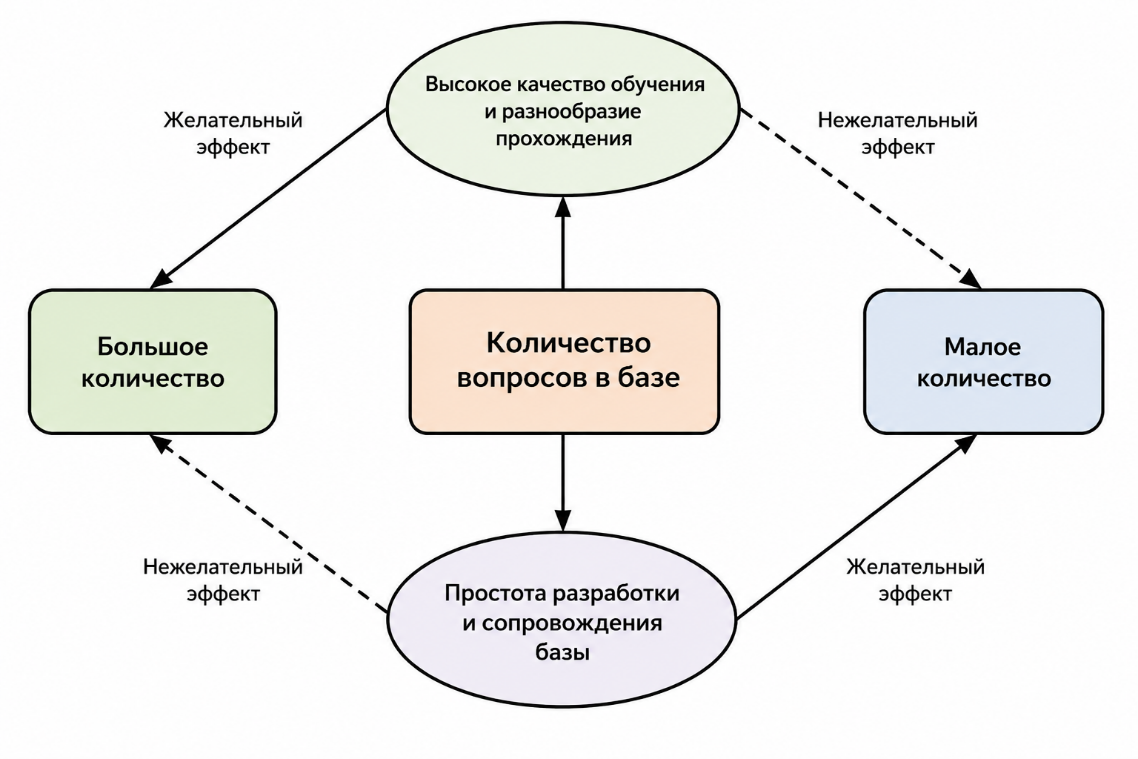 Высокое качество обучения
и разнообразие
прохождения
Желательный
эффект
Нежелательный
эффект
Большое
количество
Количество
вопросов в базе
Малое
количество
Нежелательный
эффект
Простота разработки
и сопровождения
базы
Желательный
эффект